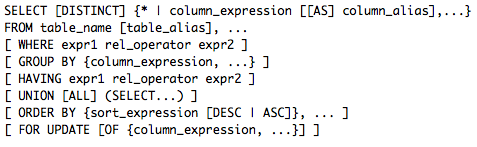 SELECT [DISTINCT] {* | column_expression [[AS] column_alias],...}
FROM table_name [table_alias], ...
[ WHERE expr1 rel_operator expr2 ]
[ GROUP BY {column_expression, ...} ]
[ HAVING expr1 rel_operator expr2 ]
[ UNION [ALL] (SELECT...) ]
[ ORDER BY {sort_expression [DESC | ASC]}, ... ]
[ FOR UPDATE [OF {column_expression, ...}] ]